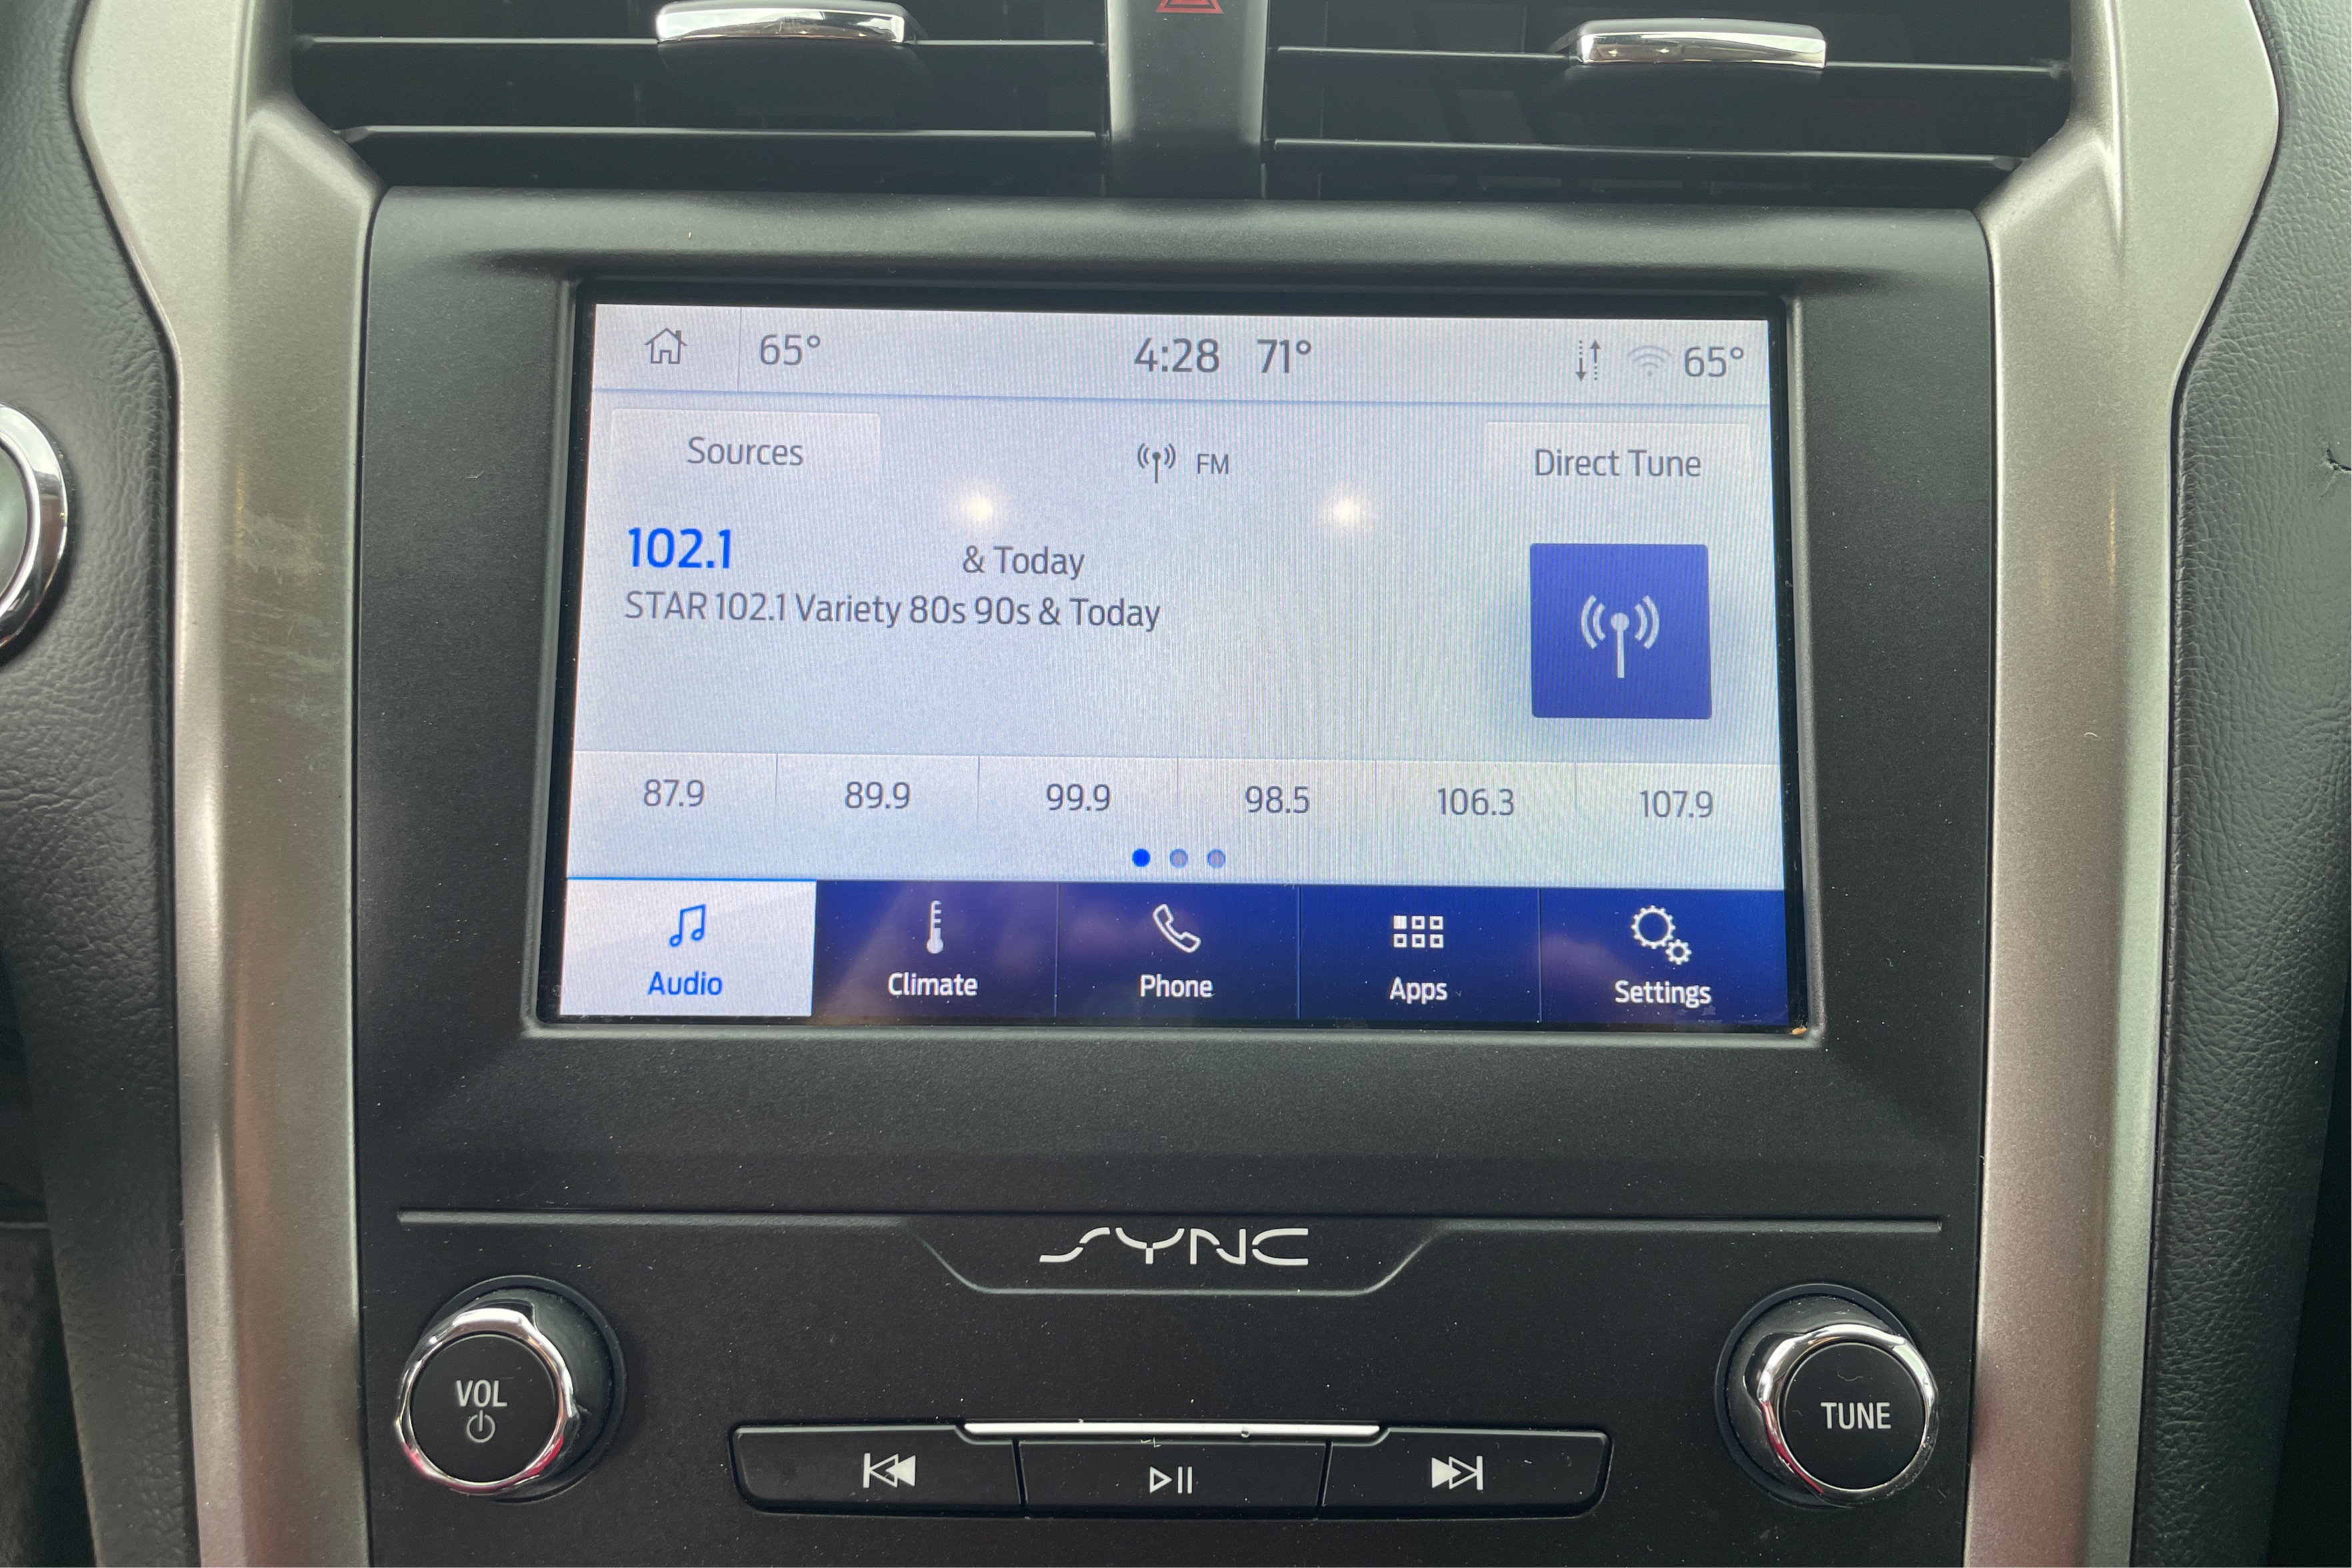 65° 4:28 71° 65°
Sources FM Direct Tune
102.1 & Today
STAR 102.1 Variety 80s 90s & Today
87.9 89.9 99.9 98.5 106.3 107.9
Audio Climate Phone Apps Settings
SYNC
VOL
TUNE